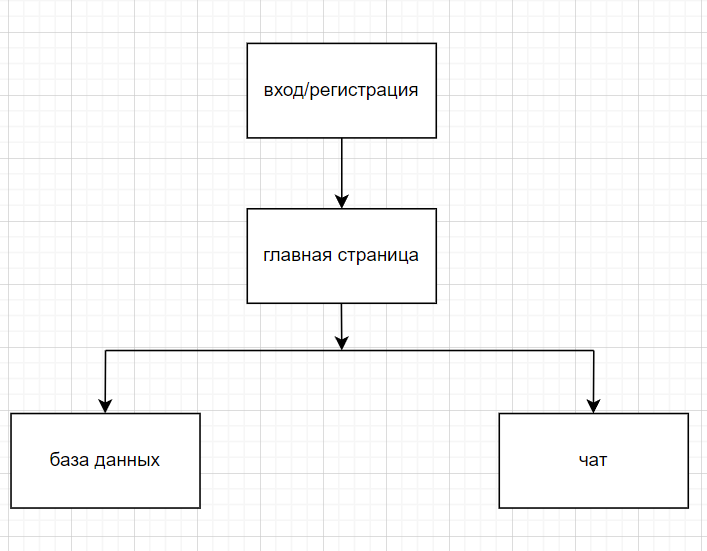 вход/регистрация
главная страница
база данных
чат